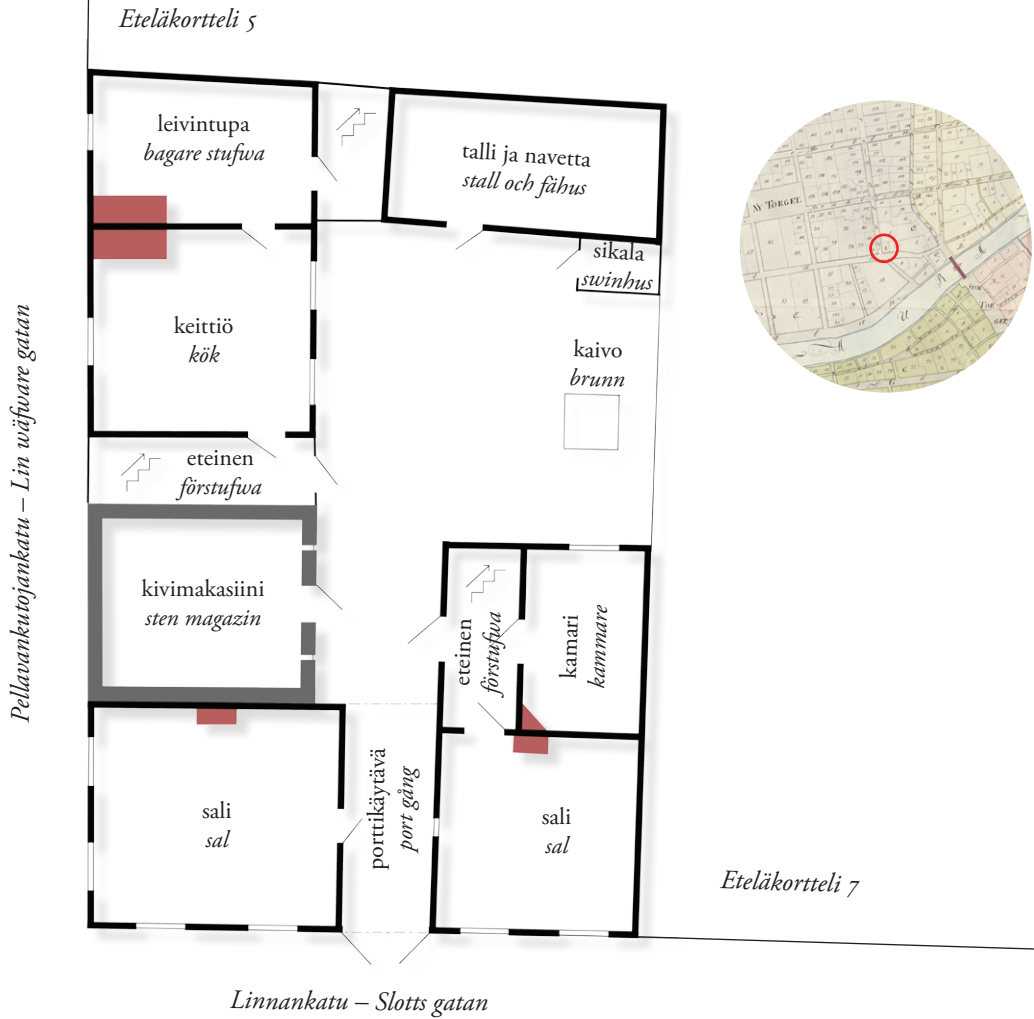 Eteläkortteli 5
leivintupa
bagare stufwa
talli ja navetta
stall och fähus
NY TORGET
sikala
swinhus
keittiö
kök
kaivo
brunn
Pellavankutojankatu – Lin wäfware gatan
eteinen
förstufwa
kivimakasiini
sten magazin
eteinen
förstufwa
kamari
kammare
sali
sal
porttikäytävä
port gång
sali
sal
Eteläkortteli 7
Linnankatu – Slotts gatan